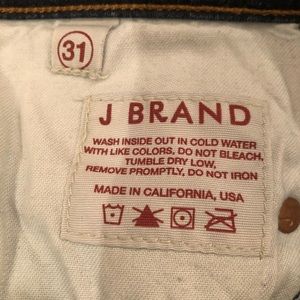 31
J BRAND
WASH INSIDE OUT IN COLD WATER
WITH LIKE COLORS, DO NOT BLEACH,
TUMBLE DRY LOW,
REMOVE PROMPTLY, DO NOT IRON
MADE IN CALIFORNIA, USA